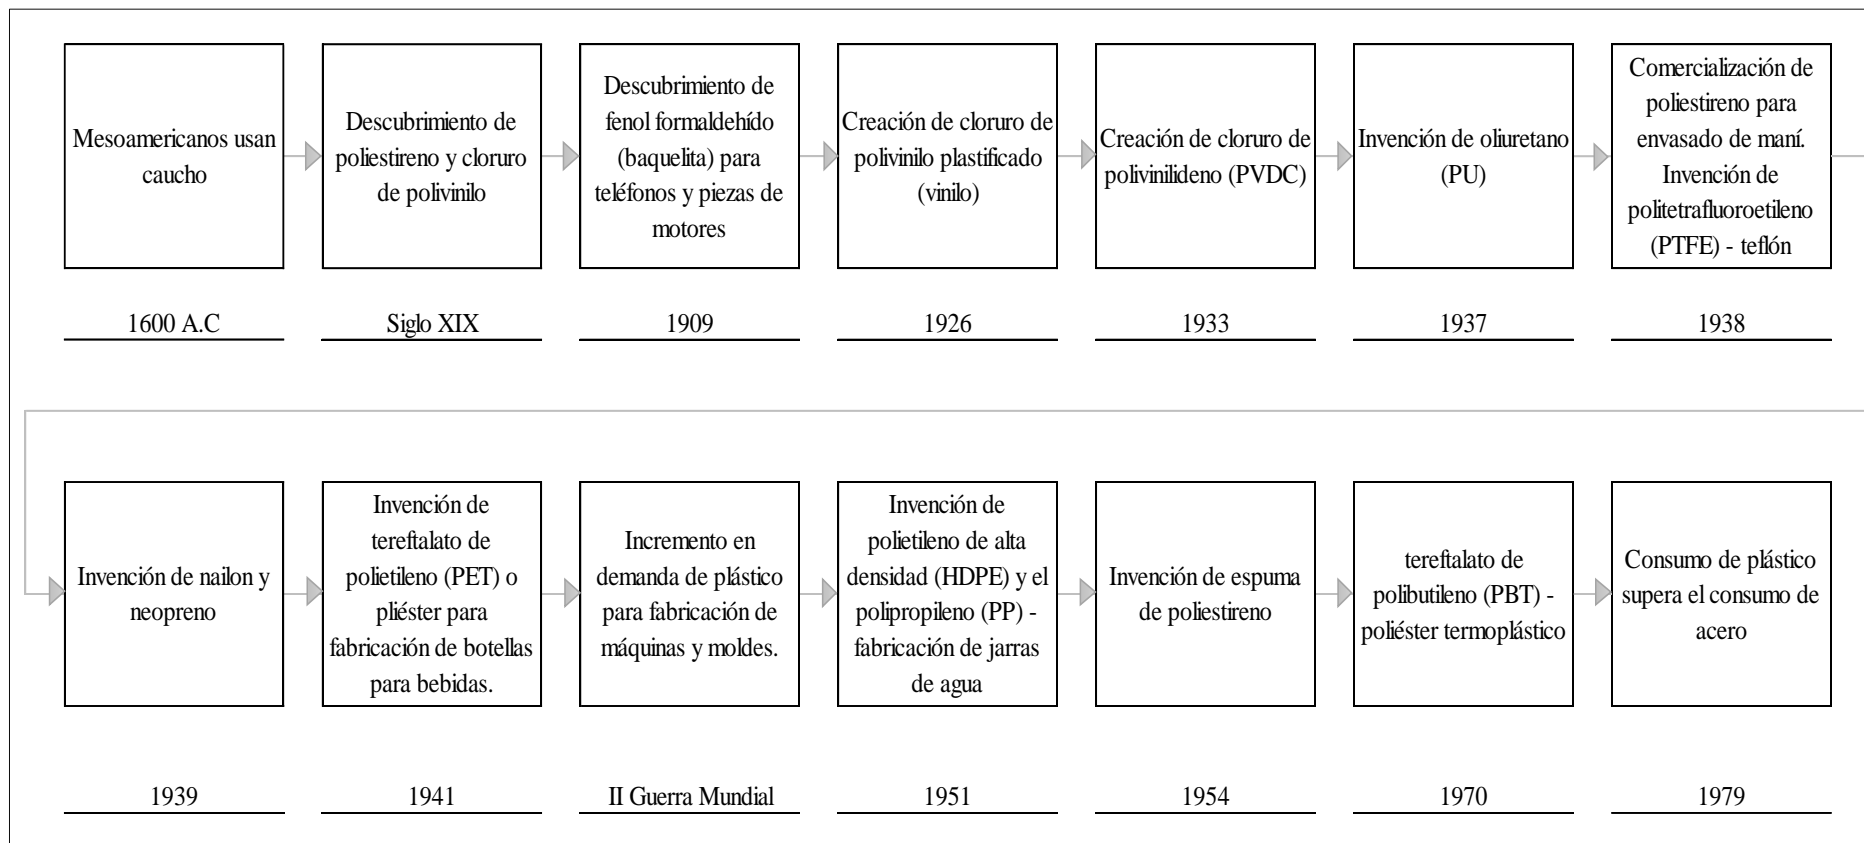 Mesoamericanos usan
caucho
Descubrimiento de
poliestireno y cloruro
de polivinilo
Descubrimiento de
fenol formaldehído
(baquelita) para
teléfonos y piezas de
motores
Creación de cloruro de
polivinilo plastificado
(vinilo)
Creación de cloruro de
polivinilideno (PVDC)
Invención de oliuretano
(PU)
Comercialización de
poliestireno para
envasado de maní.
Invención de
politetrafluoroetileno
(PTFE) - teflón
1600 A.C
Siglo XIX
1909
1926
1933
1937
1938
Invención de nailon y
neopreno
Invención de
tereftalato de
polietileno (PET) o
pliéster para
fabricación de botellas
para bebidas.
Incremento en
demanda de plástico
para fabricación de
máquinas y moldes.
Invención de
polietileno de alta
densidad (HDPE) y el
polipropileno (PP) -
fabricación de jarras
de agua
Invención de espuma
de poliestireno
tereftalato de
polibutileno (PBT) -
poliéster termoplástico
Consumo de plástico
supera el consumo de
acero
1939
1941
II Guerra Mundial
1951
1954
1970
1979